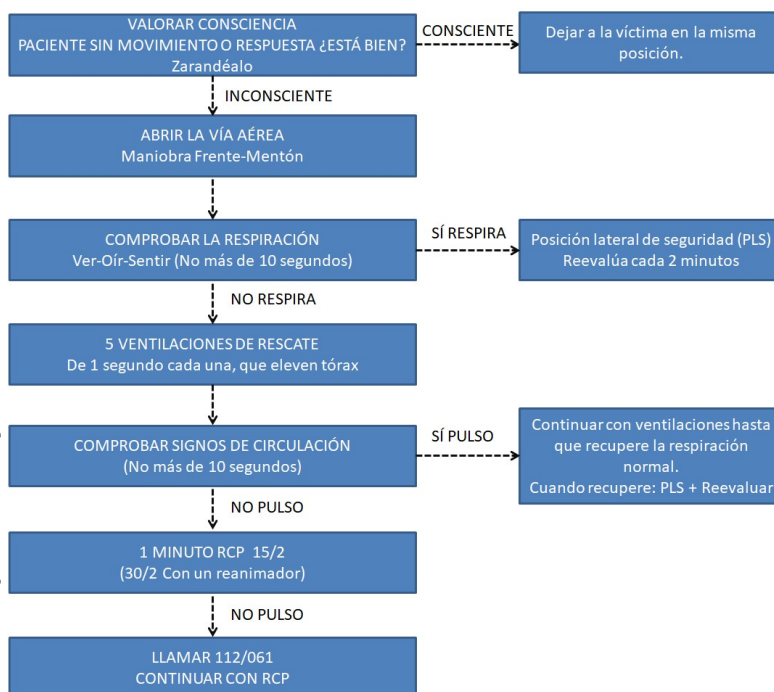 VALORAR CONSCIENCIA
PACIENTE SIN MOVIMIENTO O RESPUESTA ¿ESTÁ BIEN?
Zarandéalo
CONSCIENTE
Dejar a la víctima en la misma
posición.
INCONSCIENTE
ABRIR LA VÍA AÉREA
Maniobra Frente-Mentón
COMPROBAR LA RESPIRACIÓN
Ver-Oír-Sentir (No más de 10 segundos)
SÍ RESPIRA
Posición lateral de seguridad (PLS)
Reevalúa cada 2 minutos
NO RESPIRA
5 VENTILACIONES DE RESCATE
De 1 segundo cada una, que eleven tórax
COMPROBAR SIGNOS DE CIRCULACIÓN
(No más de 10 segundos)
SÍ PULSO
Continuar con ventilaciones hasta
que recupere la respiración
normal.
Cuando recupere: PLS + Reevaluar
NO PULSO
1 MINUTO RCP 15/2
(30/2 Con un reanimador)
NO PULSO
LLAMAR 112/061
CONTINUAR CON RCP